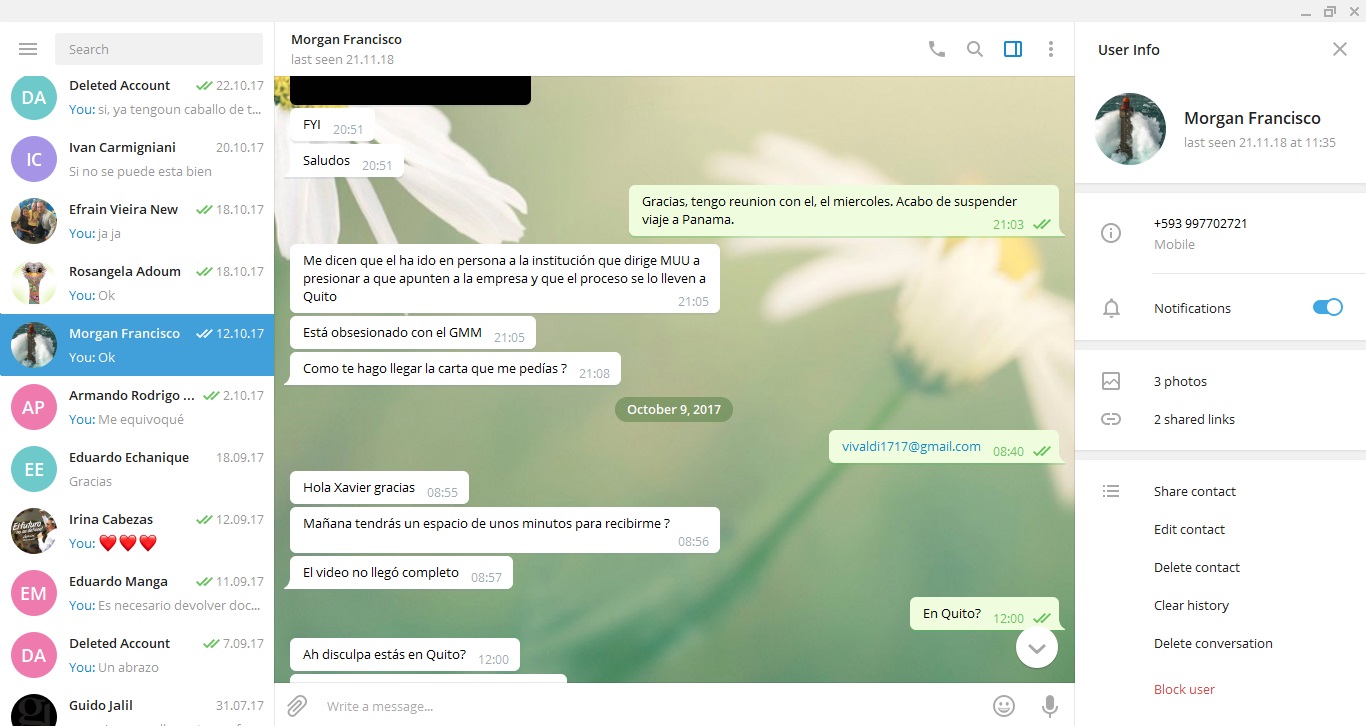 Search
Deleted Account 22.10.17
DA
You: si, ya tengoun caballo de t...
Ivan Carmigniani 20.10.17
IC
Si no se puede esta bien
Efrain Vieira New 18.10.17
You: ja ja
Rosangela Adoum 18.10.17
You: Ok
Morgan Francisco 12.10.17
You: Ok
Armando Rodrigo ... 2.10.17
AP
You: Me equivoqué
Eduardo Echanique 18.09.17
EE
Gracias
Irina Cabezas 12.09.17
You: ❤️❤️❤️
Eduardo Manga 11.09.17
EM
You: Es necesario devolver doc...
Deleted Account 7.09.17
DA
You: Un abrazo
Guido Jalil 31.07.17
Morgan Francisco
last seen 21.11.18
FYI 20:51
Saludos 20:51
Gracias, tengo reunion con el, el miercoles. Acabo de suspender
viaje a Panama. 21:03
Me dicen que el ha ido en persona a la institución que dirige MUU a
presionar a que apunten a la empresa y que el proceso se lo lleven a
Quito 21:05
Está obsesionado con el GMM 21:05
Como te hago llegar la carta que me pedías ? 21:08
October 9, 2017
vivaldi1717@gmail.com 08:40
Hola Xavier gracias 08:55
Mañana tendrás un espacio de unos minutos para recibirme ?
08:56
El video no llegó completo 08:57
En Quito? 12:00
Ah disculpa estás en Quito? 12:00
Write a message...
User Info
Morgan Francisco
last seen 21.11.18 at 11:35
+593 997702721
Mobile
Notifications
3 photos
2 shared links
Share contact
Edit contact
Delete contact
Clear history
Delete conversation
Block user